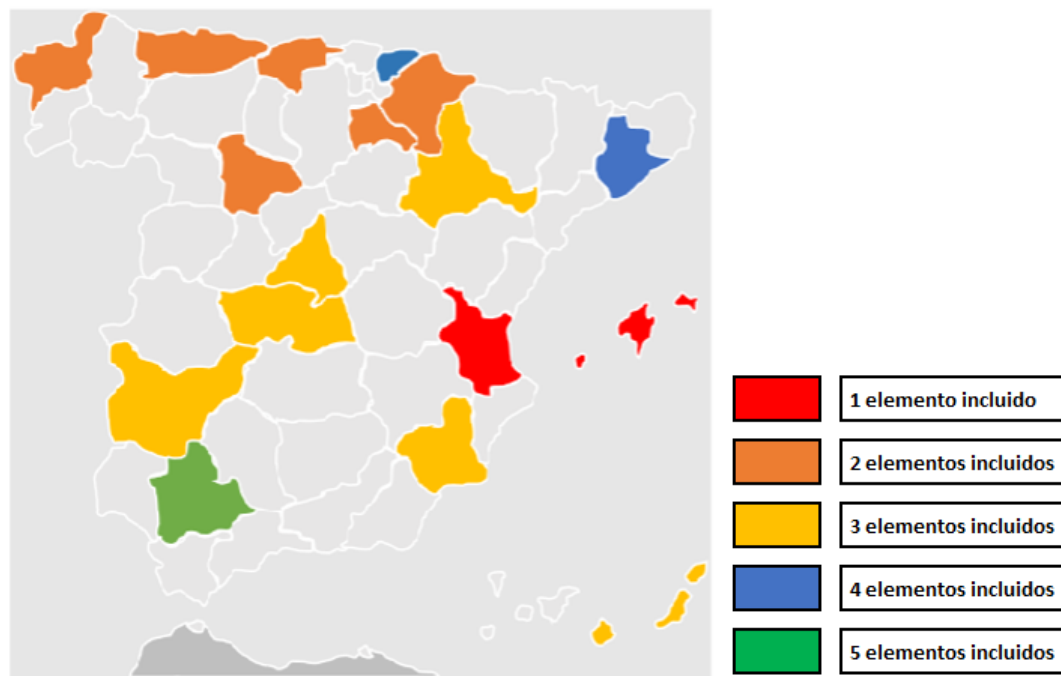 1 elemento incluido
2 elementos incluidos
3 elementos incluidos
4 elementos incluidos
5 elementos incluidos